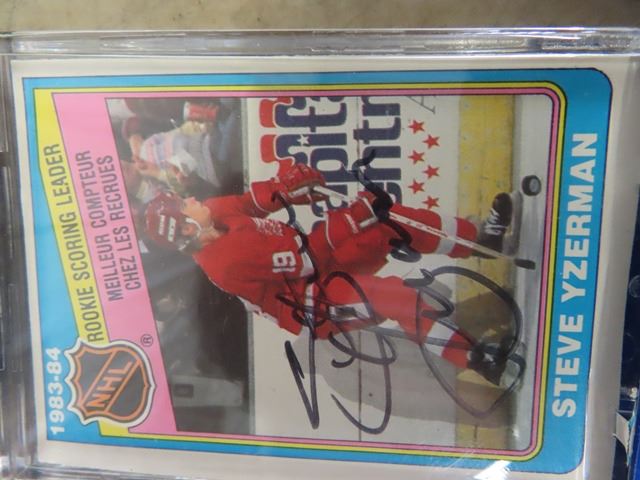 1983-84
ROOKIE SCORING LEADER
MEILLEUR COMPTEUR
CHEZ LES RECRUES
NHL
®
19
STEVE YZERMAN